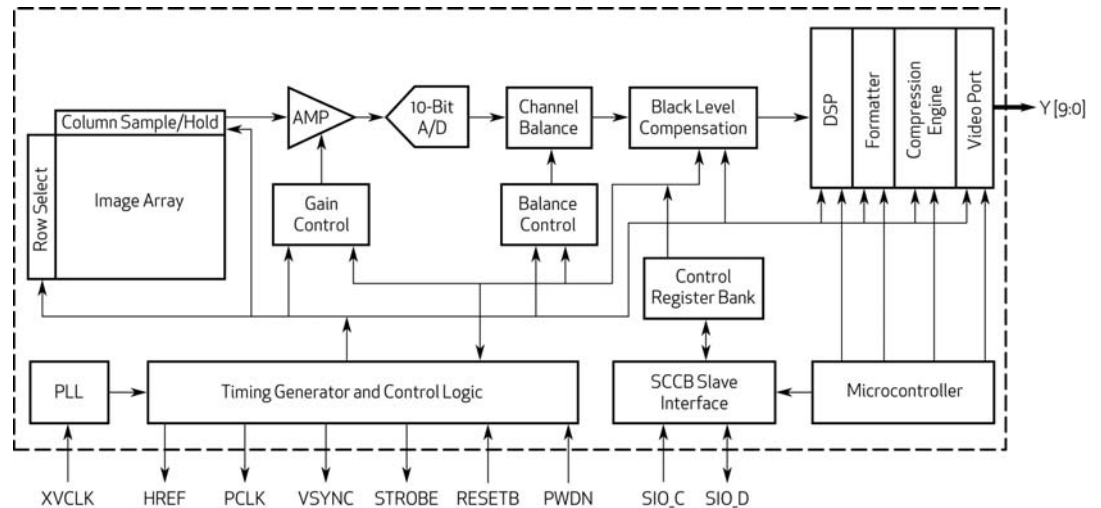 Column Sample/Hold
Row Select
Image Array
AMP
10-Bit
A/D
Channel
Balance
Black Level
Compensation
DSP
Formatter
Compression
Engine
Video Port
Y [9:0]
Gain
Control
Balance
Control
Control
Register Bank
PLL
Timing Generator and Control Logic
SCCB Slave
Interface
Microcontroller
XVCLK
HREF
PCLK
VSYNC
STROBE
RESETB
PWDN
SIO_C
SIO_D